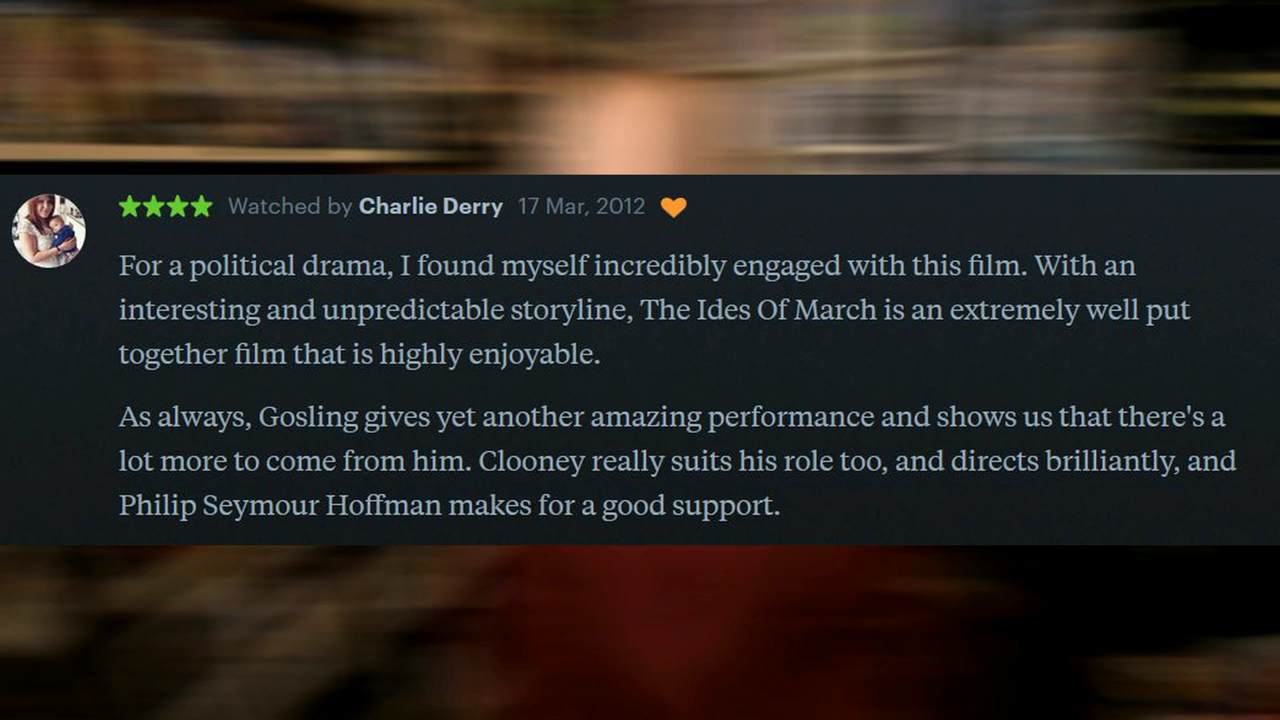 Watched by Charlie Derry 17 Mar, 2012
For a political drama, I found myself incredibly engaged with this film. With an
interesting and unpredictable storyline, The Ides Of March is an extremely well put
together film that is highly enjoyable.
As always, Gosling gives yet another amazing performance and shows us that there's a
lot more to come from him. Clooney really suits his role too, and directs brilliantly, and
Philip Seymour Hoffman makes for a good support.